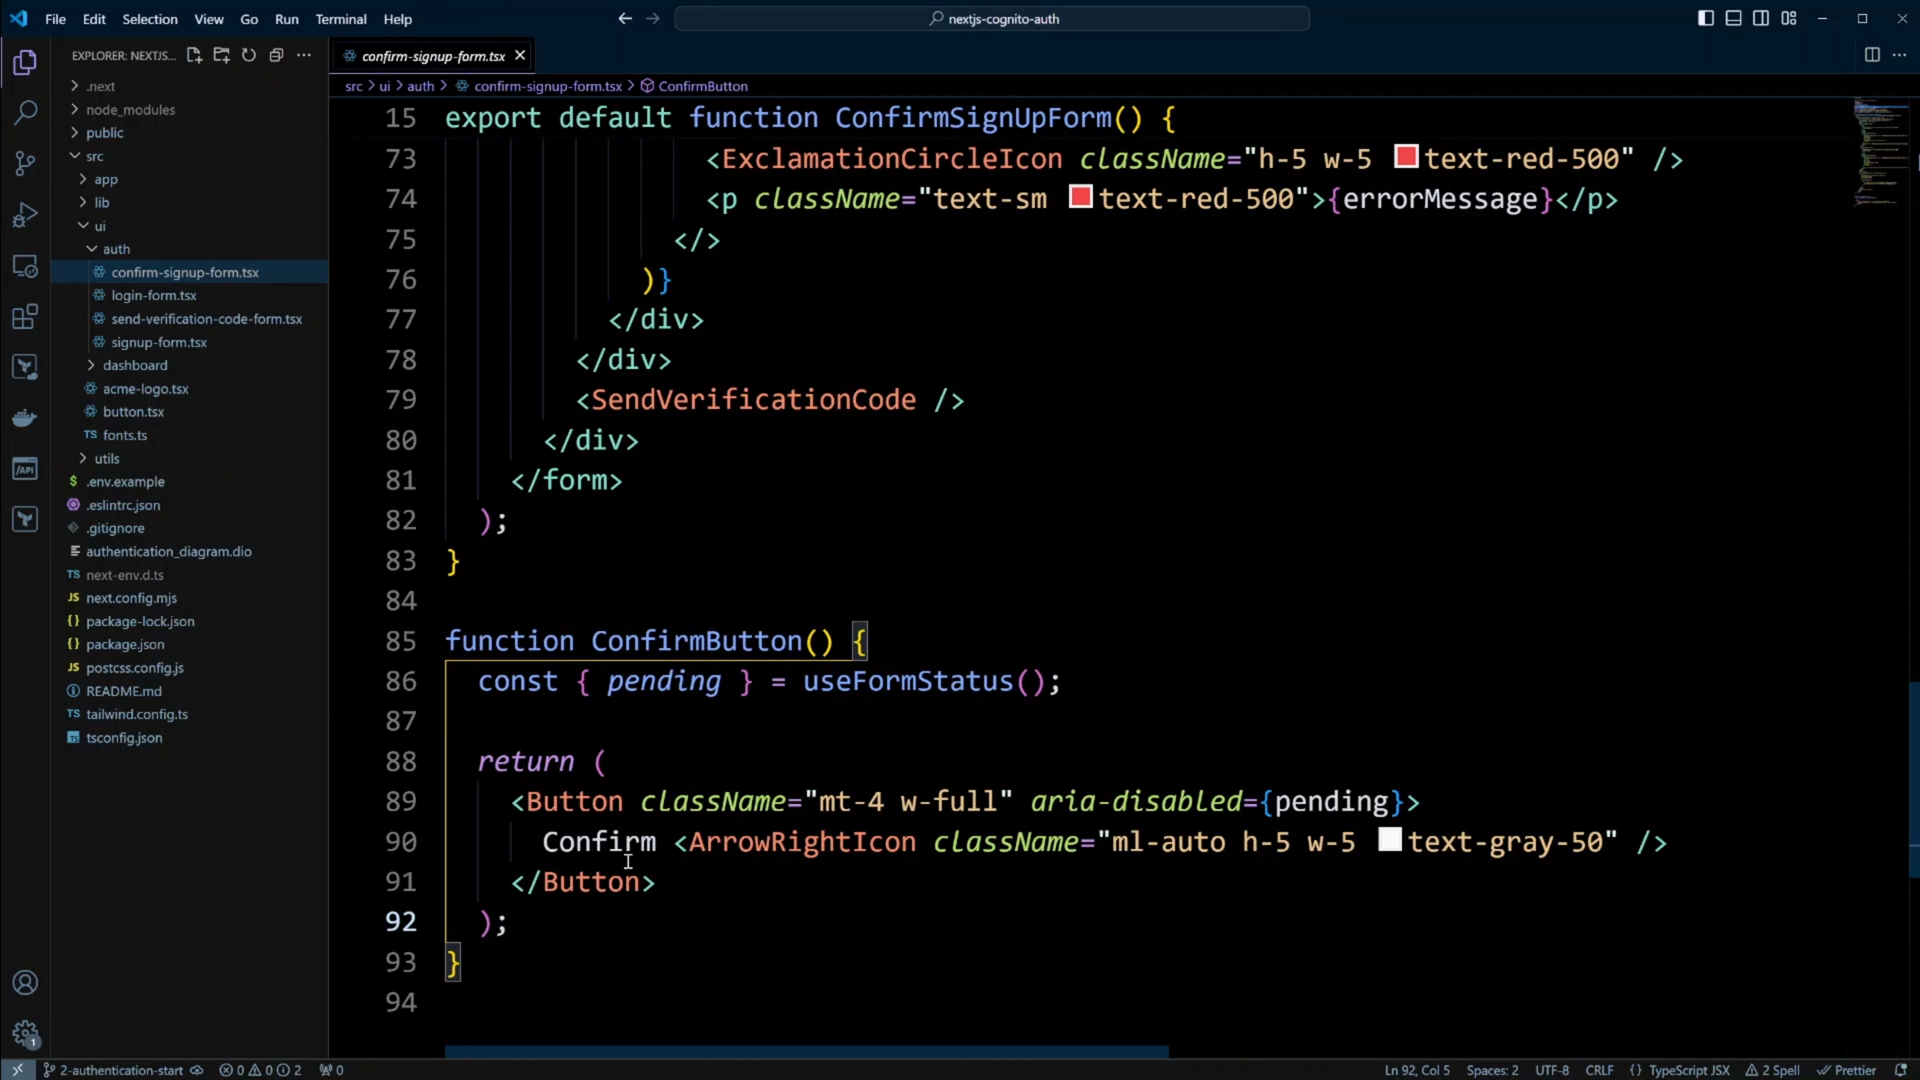 File Edit Selection View Go Run Terminal Help
nextjs-cognito-auth
EXPLORER: NEXTJS...
.next
node_modules
public
src
app
lib
ui
auth
confirm-signup-form.tsx
login-form.tsx
send-verification-code-form.tsx
signup-form.tsx
dashboard
acme-logo.tsx
button.tsx
TS fonts.ts
utils
$ .env.example
.eslintrc.json
.gitignore
authentication_diagram.dio
TS next-env.d.ts
JS next.config.mjs
{} package-lock.json
{} package.json
JS postcss.config.js
README.md
TS tailwind.config.ts
TS tsconfig.json
/API
1
confirm-signup-form.tsx
src > ui > auth > confirm-signup-form.tsx > ConfirmButton
15 export default function ConfirmSignUpForm() {
73 <ExclamationCircleIcon className="h-5 w-5 text-red-500" />
74 <p className="text-sm text-red-500">{errorMessage}</p>
75 </>
76 )}
77 </div>
78 </div>
79 <SendVerificationCode />
80 </div>
81 </form>
82 );
83 }
84
85 function ConfirmButton() {
86 const { pending } = useFormStatus();
87
88 return (
89 <Button className="mt-4 w-full" aria-disabled={pending}>
90 Confirm <ArrowRightIcon className="ml-auto h-5 w-5 text-gray-50" />
91 </Button>
92 );
93 }
94
2-authentication-start 0 0 2 0 Ln 92, Col 5 Spaces: 2 UTF-8 CRLF {} TypeScript JSX 2 Spell Prettier